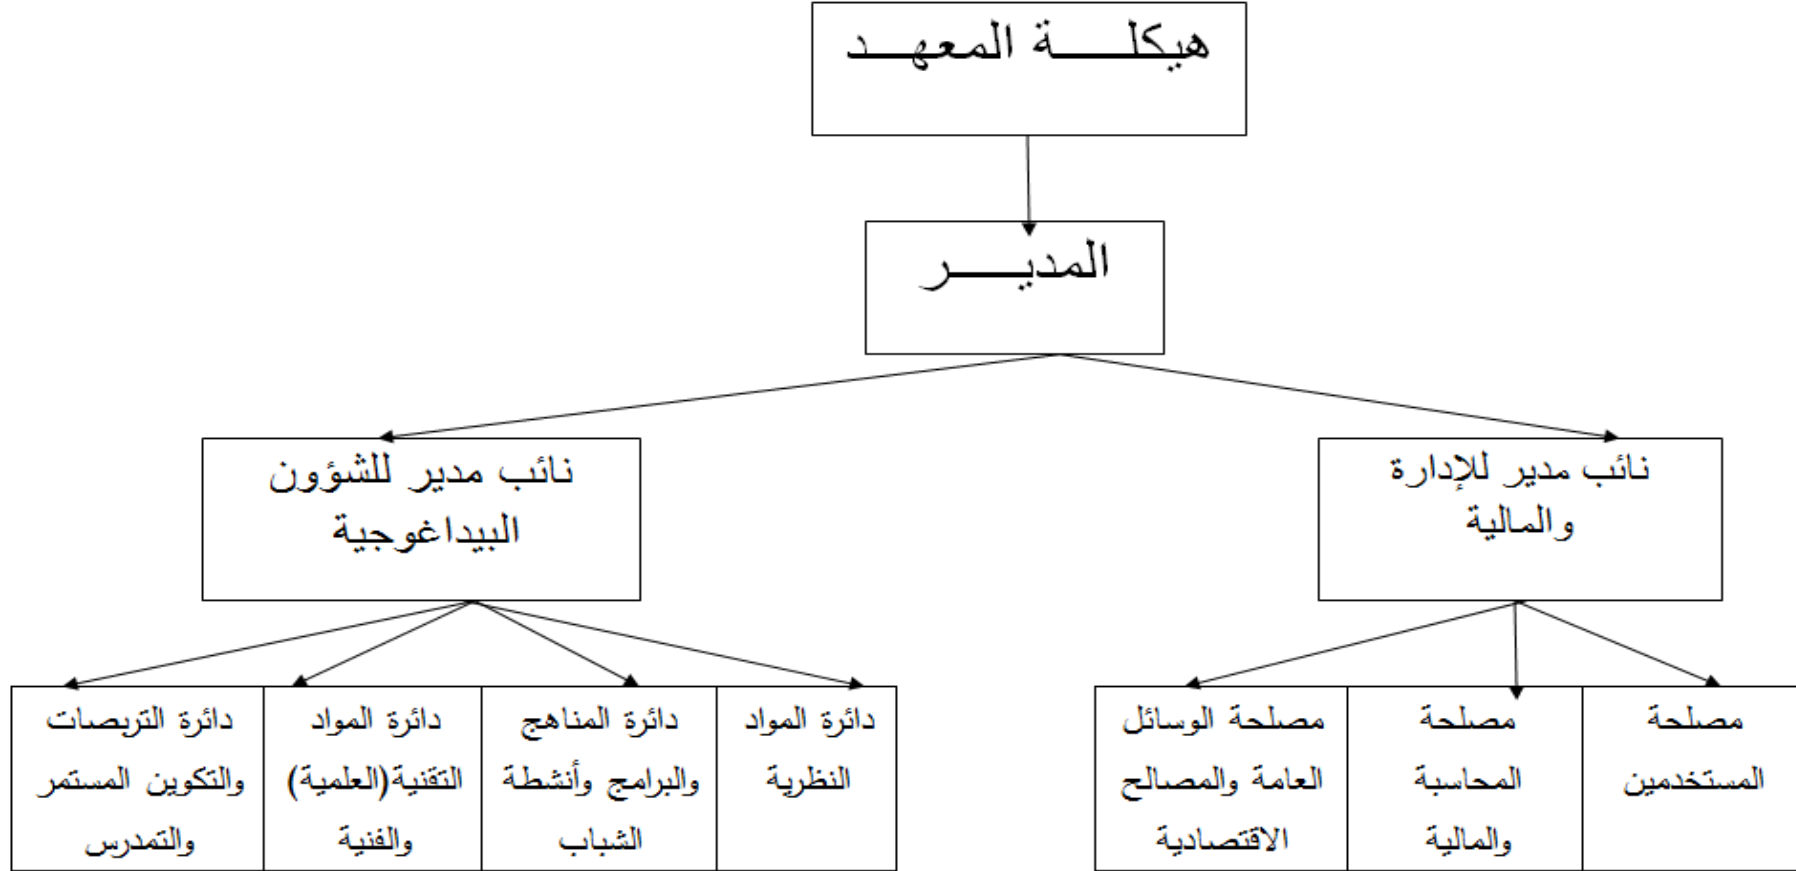 هيكلـــــة المعهـــد
المديـــــر
نائب مدير للإدارة
والمالية
نائب مدير للشؤون
البيداغوجية
مصلحة
المستخدمين
مصلحة
المحاسبة
والمالية
مصلحة الوسائل
العامة والمصالح
الاقتصادية
دائرة المواد
النظرية
دائرة المناهج
والبرامج وأنشطة
الشباب
دائرة المواد
التقنية(العلمية)
والفنية
دائرة التربصات
والتكوين المستمر
والتمدرس